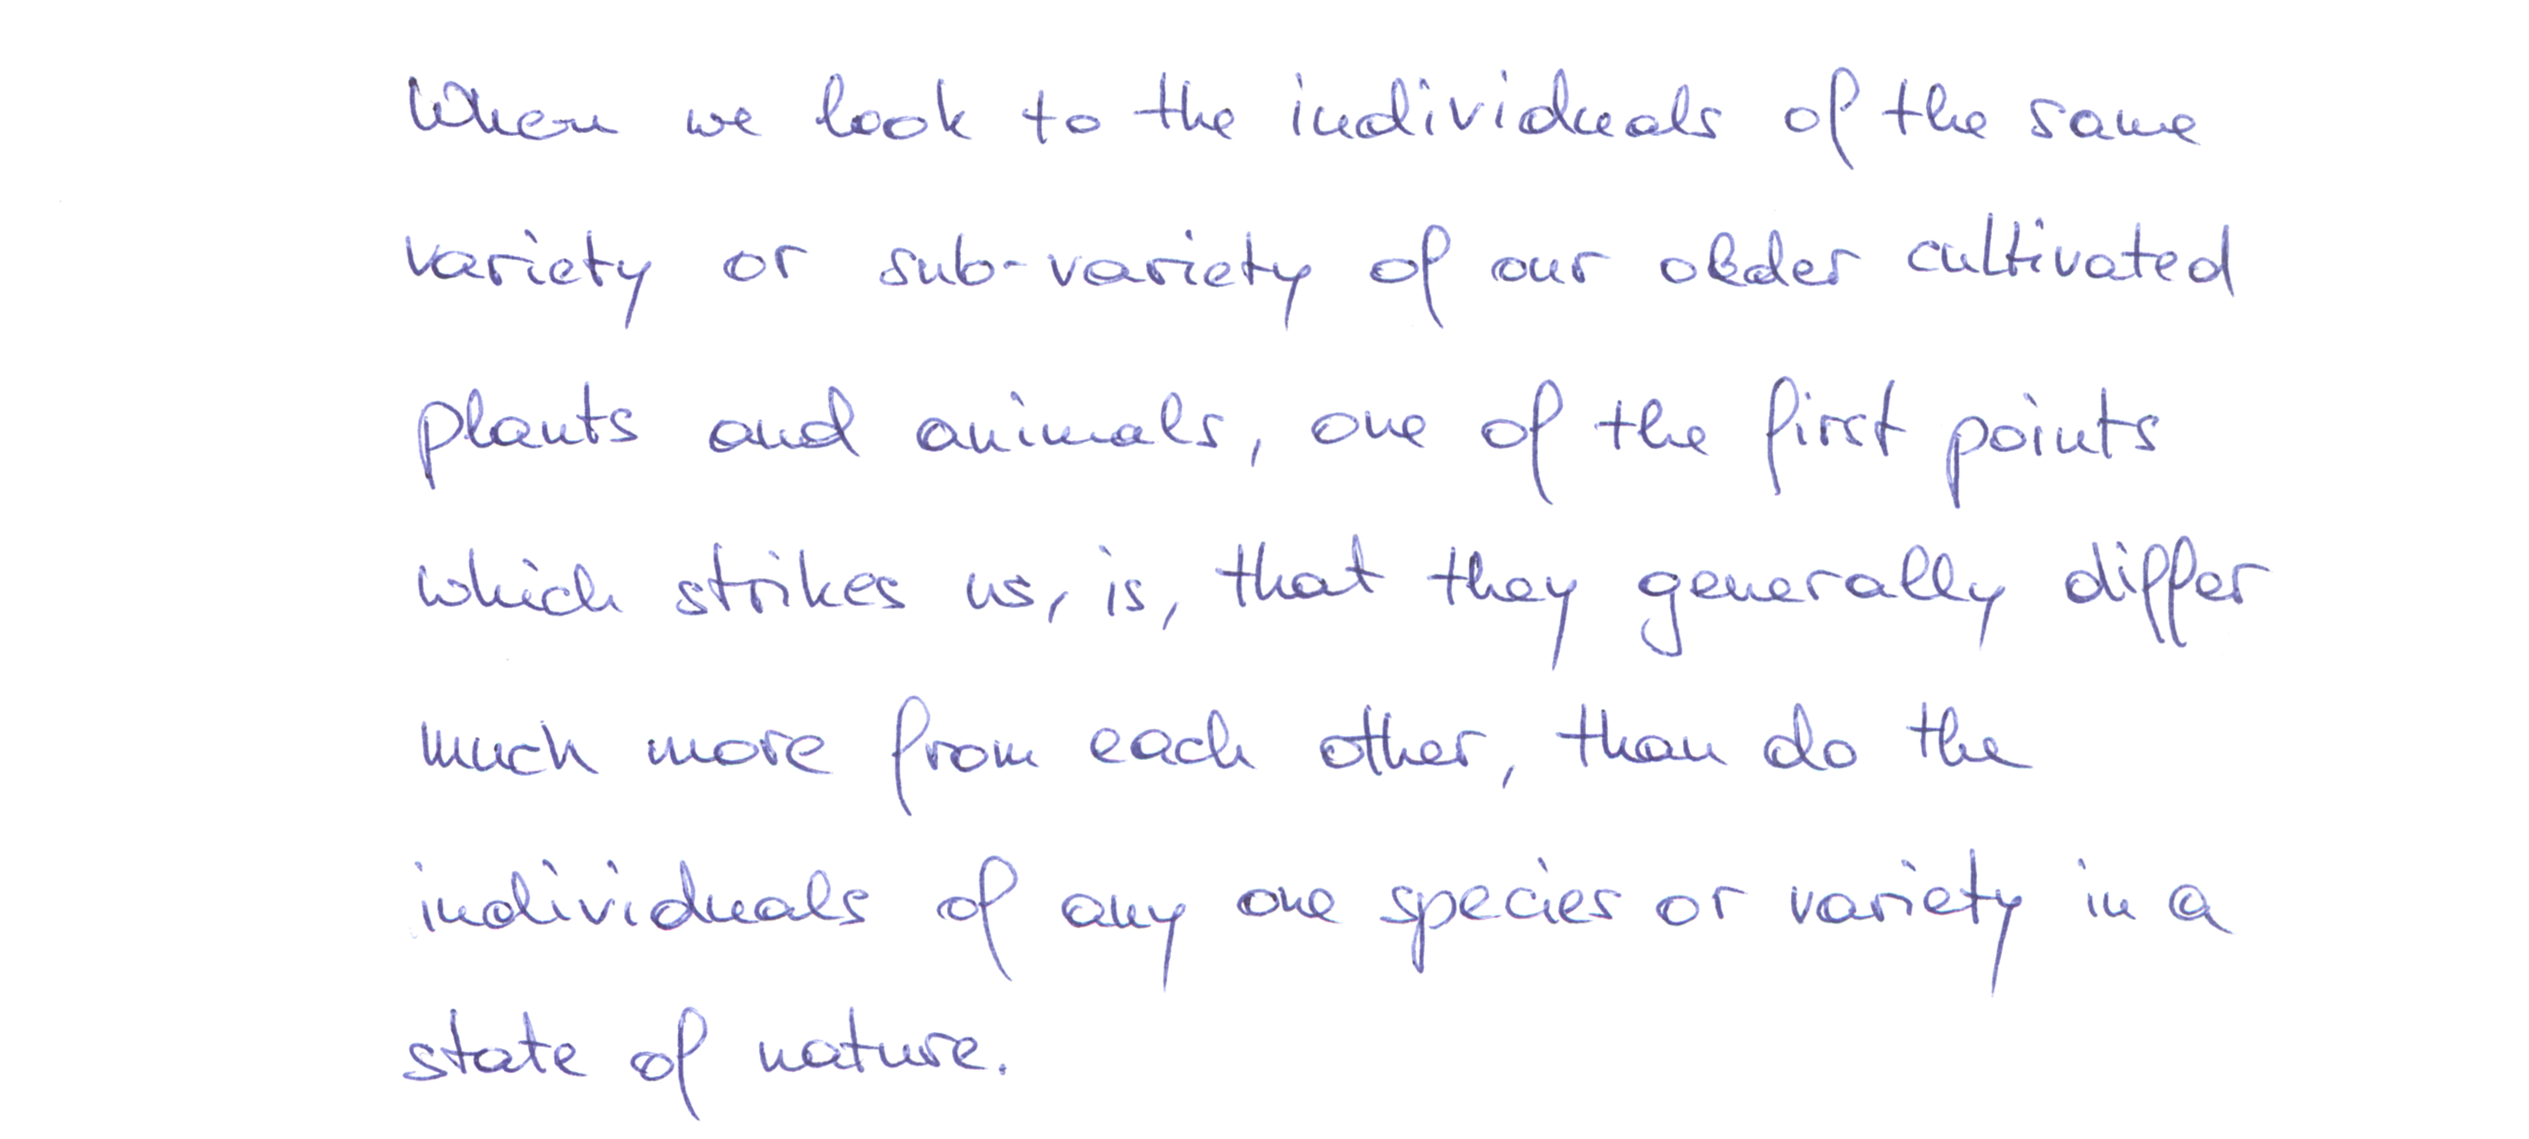 When we look to the individuals of the same
variety or sub-variety of our older cultivated
plants and animals, one of the first points
which strikes us, is, that they generally differ
much more from each other, than do the
individuals of any one species or variety in a
state of nature.